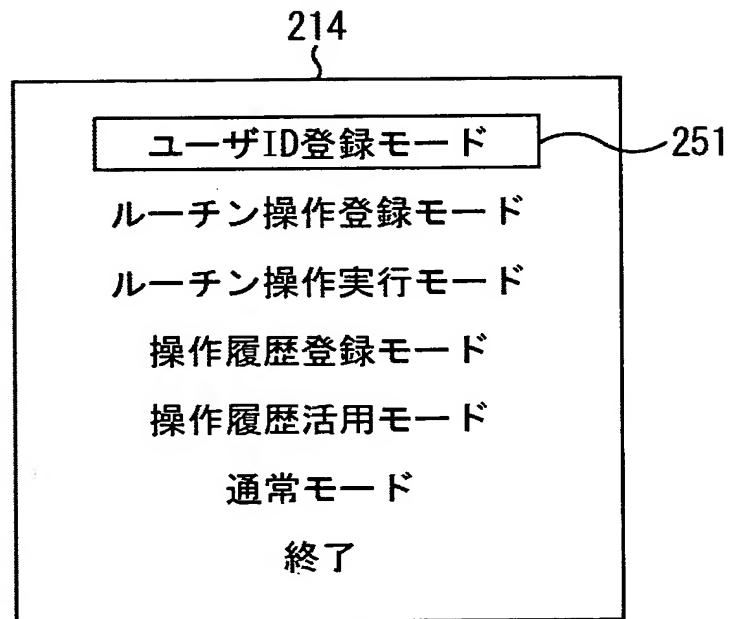 214
ユーザID登録モード
251
ルーチン操作登録モード
ルーチン操作実行モード
操作履歴登録モード
操作履歴活用モード
通常モード
終了